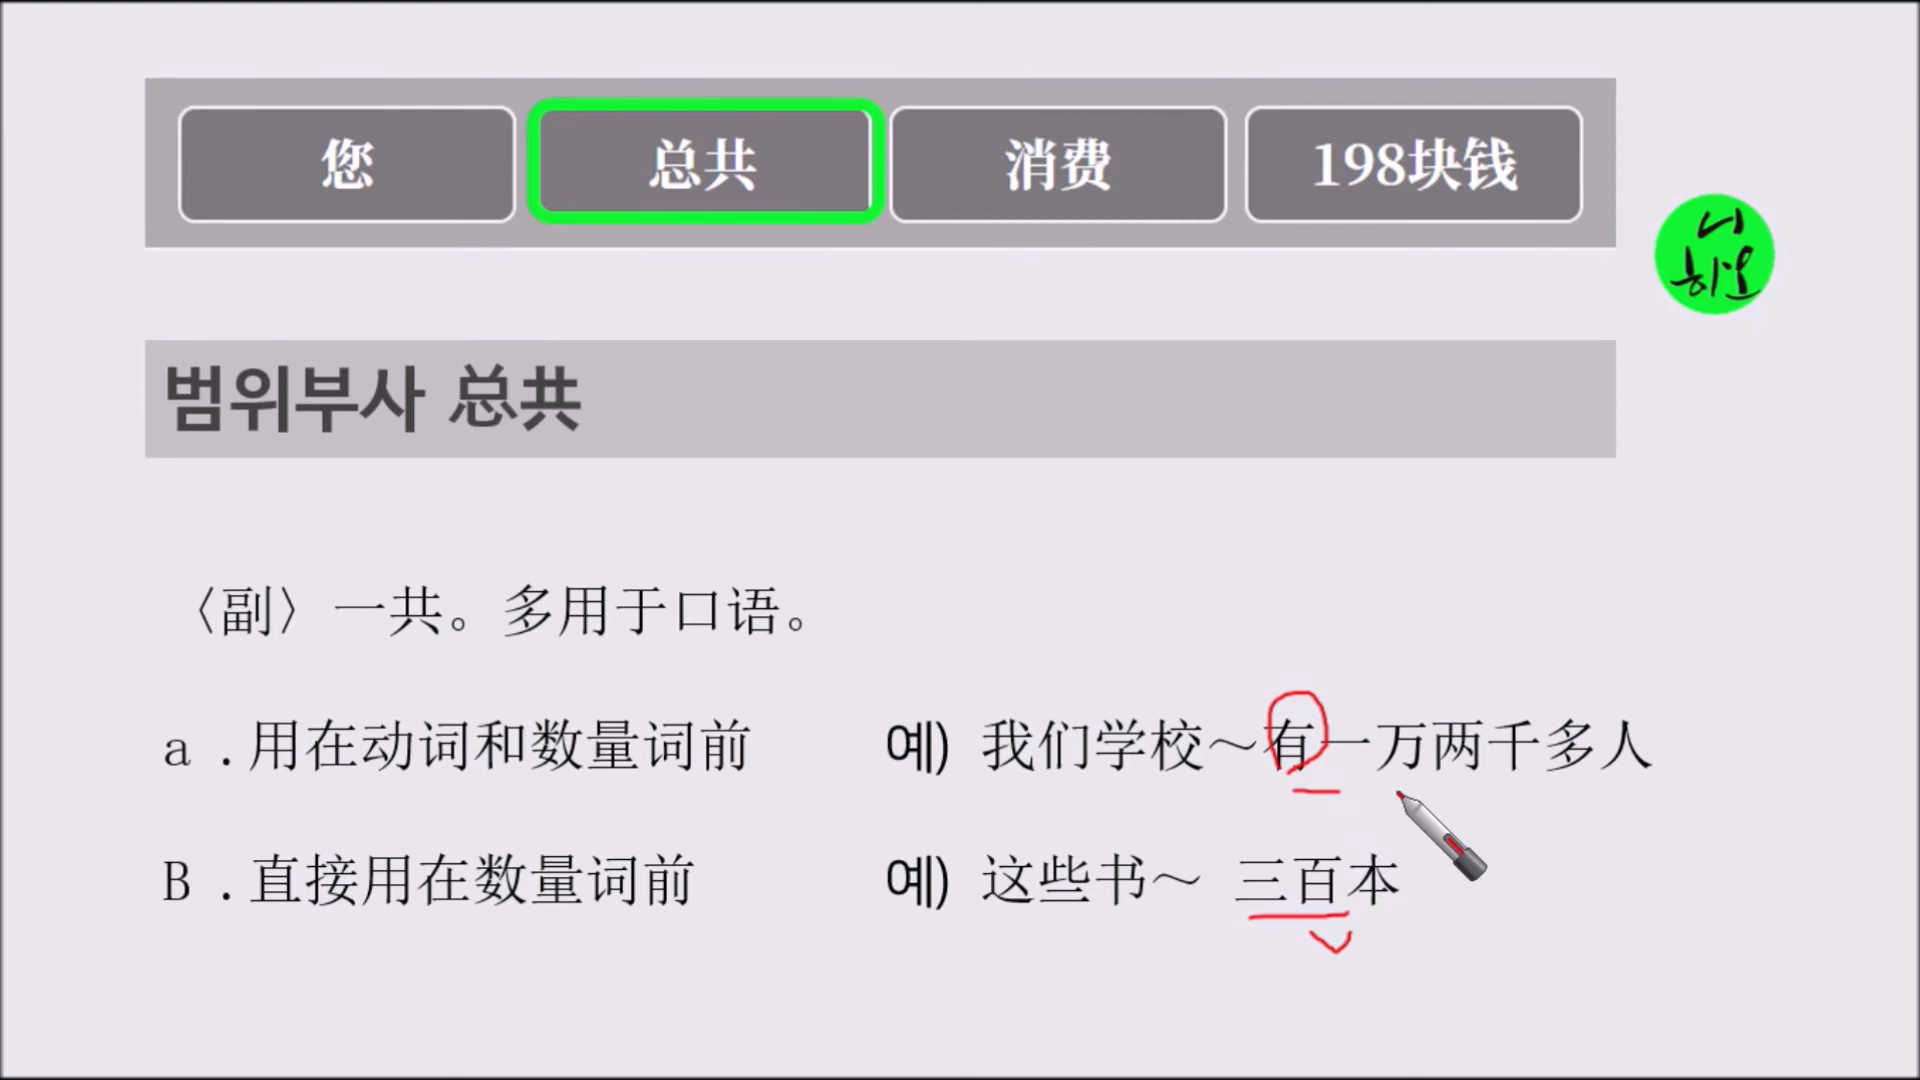 您 总共 消费 198块钱
범위부사 总共
〈副〉一共。多用于口语。
a .用在动词和数量词前 예) 我们学校～有一万两千多人
B .直接用在数量词前 예) 这些书～ 三百本